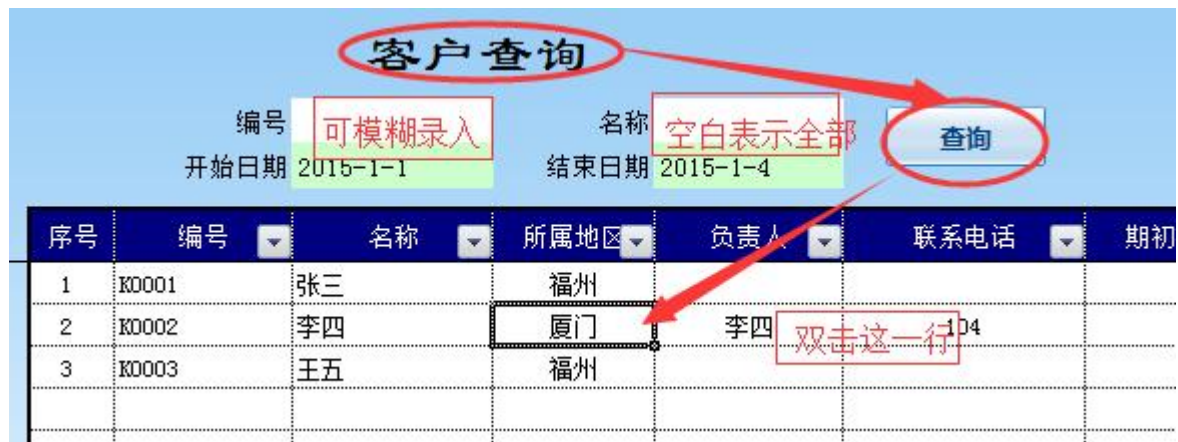 客户查询
编号 可模糊录入 名称 空白表示全部 查询
开始日期 2015-1-1 结束日期 2015-1-4
序号 编号 名称 所属地区 负责人 联系电话 期初
1 K0001 张三 福州
2 K0002 李四 厦门 李四 104
双击这一行
3 K0003 王五 福州